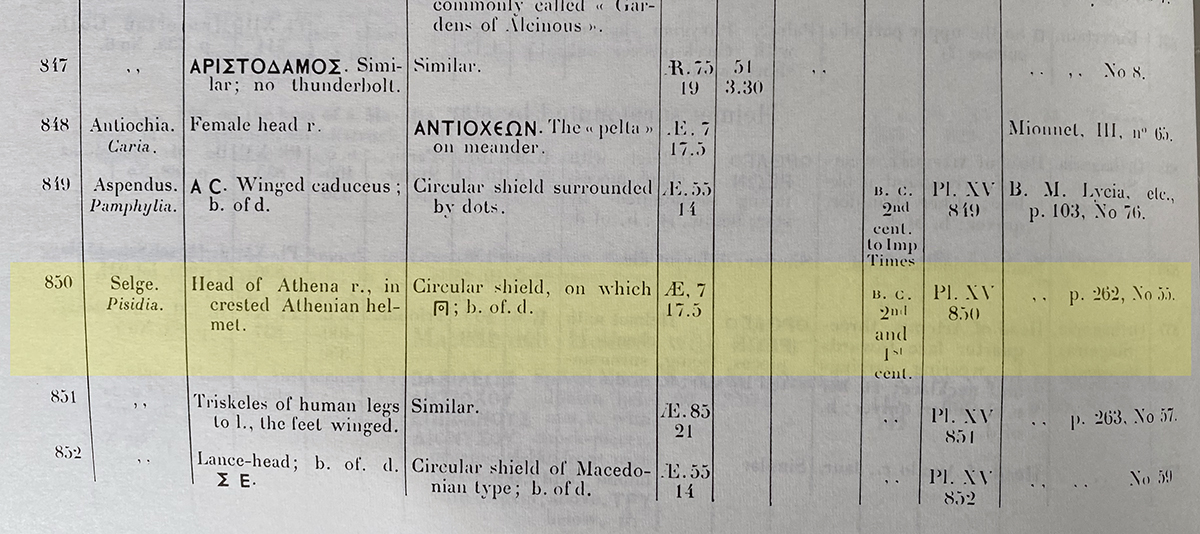 commonly called « Gar-
dens of Alcinous ».
847 ,, ΑΡΙΣΤΟΔΑΜΟΣ. Simi- Similar. Æ.75 51 ,, ,, ,, No 8.
lar; no thunderbolt. 19 3.30
848 Antiochia. Female head r. ΑΝΤΙΟΧЄΩΝ. The « pelta » Æ. 7 Mionnet, III, nº 65.
Caria. on meander. 17.5
849 Aspendus. A C. Winged caduceus ; Circular shield surrounded Æ.55 B. C. Pl. XV B. M. Lycia, etc.,
Pamphylia. b. of d. by dots. 14 2nd 849 p. 103, No 76.
cent.
to Imp
Times
850 Selge. Head of Athena r., in Circular shield, on which Æ, 7 B. C. Pl. XV ,, p. 262, No 55.
Pisidia. crested Athenian hel- ; b. of. d. 17.5 2nd 850
met. and
1st
cent.
851 ,, Triskeles of human legs Similar. Æ.85 ,, Pl. XV ,, p. 263, No 57.
to l., the feet winged. 21 851
852 ,, Lance-head; b. of. d. Circular shield of Macedo- Æ.55 ,, Pl. XV ,, ,, No 59
Σ E. nian type; b. of d. 14 852